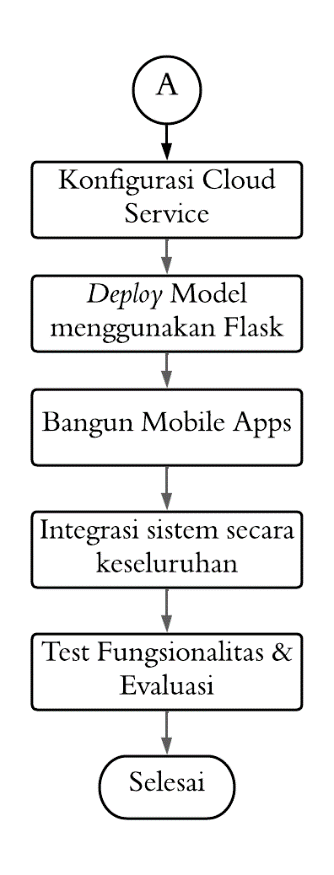 A
Konfigurasi Cloud
Service
Deploy Model
menggunakan Flask
Bangun Mobile Apps
Integrasi sistem secara
keseluruhan
Test Fungsionalitas &
Evaluasi
Selesai